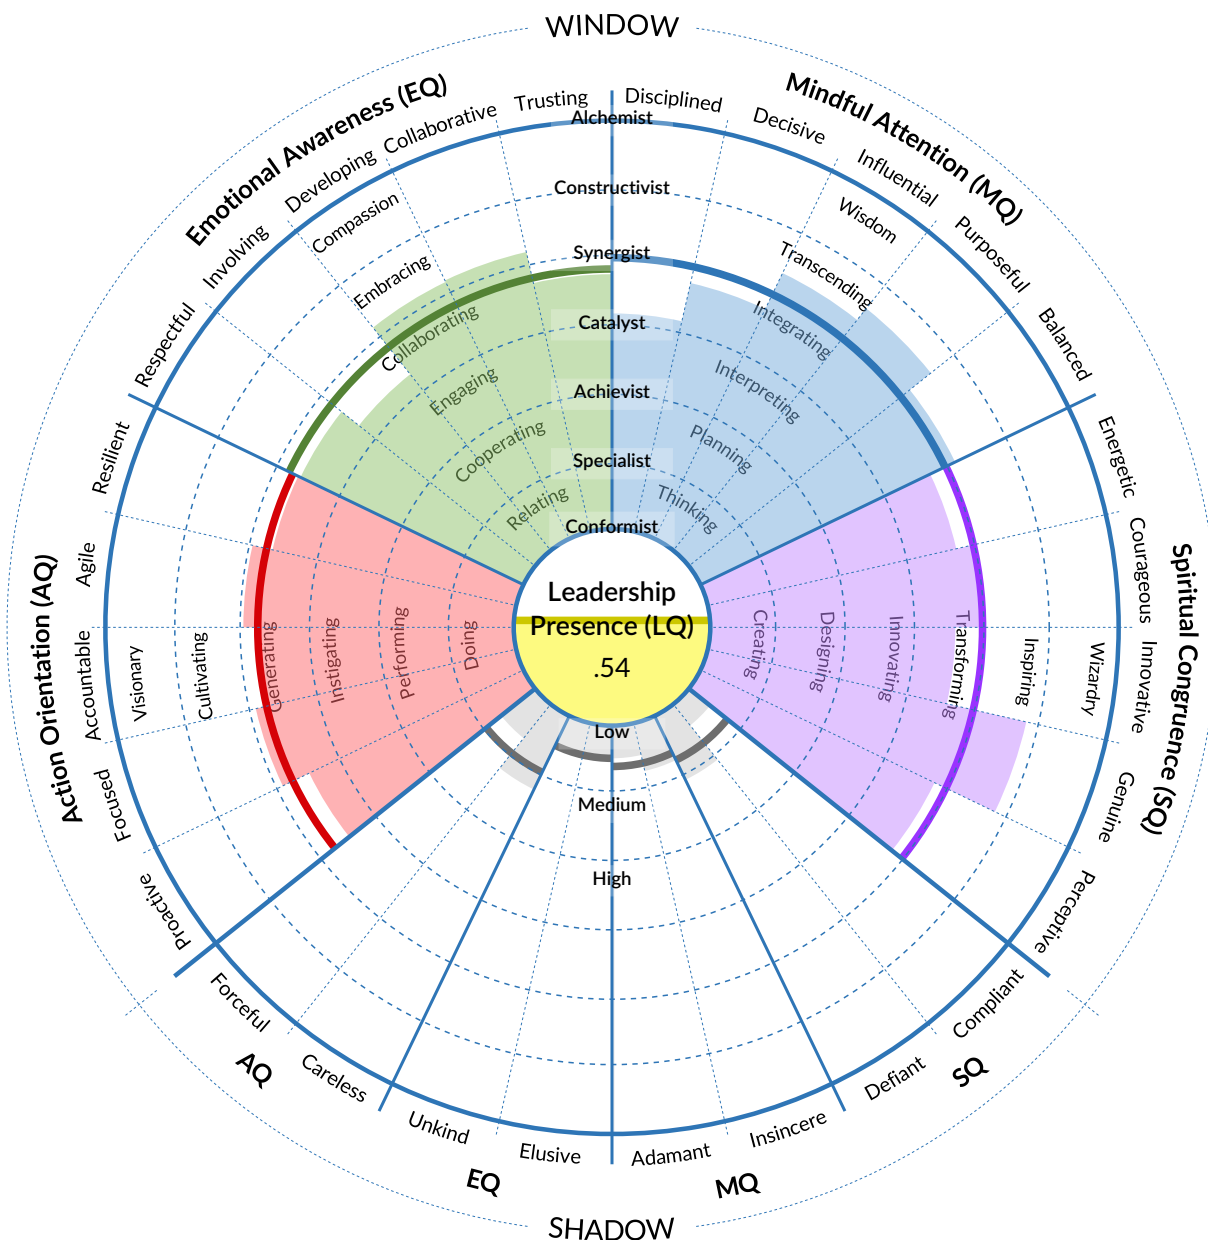 WINDOW
Emotional Awareness (EQ)
Mindful Attention (MQ)
Spiritual Congruence (SQ)
Action Orientation (AQ)
Respectful
Involving
Developing
Collaborative
Trusting
Disciplined
Decisive
Influential
Purposeful
Balanced
Energetic
Courageous
Innovative
Genuine
Perceptive
Resilient
Agile
Accountable
Focused
Proactive
Alchemist
Constructivist
Synergist
Catalyst
Achievist
Specialist
Conformist
Compassion
Embracing
Collaborating
Engaging
Cooperating
Relating
Wisdom
Transcending
Integrating
Interpreting
Planning
Thinking
Visionary
Cultivating
Generating
Instigating
Performing
Doing
Creating
Designing
Innovating
Transforming
Inspiring
Wizardry
Leadership
Presence (LQ)
.54
Low
Medium
High
Forceful
Careless
Unkind
Elusive
Adamant
Insincere
Defiant
Compliant
AQ
EQ
MQ
SQ
SHADOW